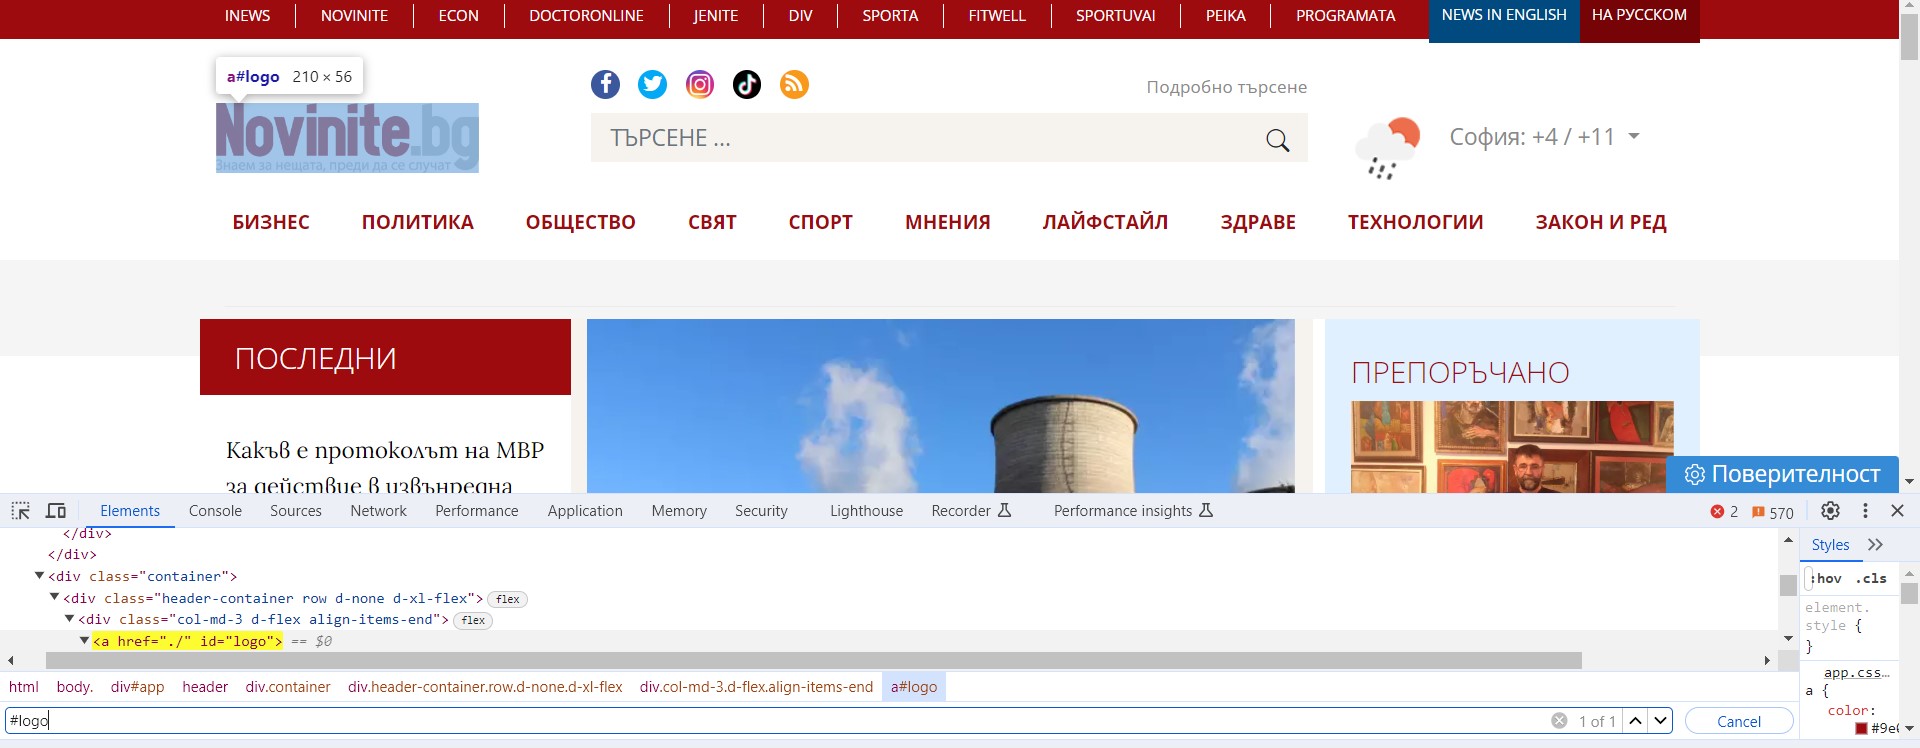 INEWS NOVINITE ECON DOCTORONLINE JENITE DIV SPORTA FITWELL SPORTUVAI PEIKA PROGRAMATA NEWS IN ENGLISH НА РУССКОМ
a#logo 210 × 56
Подробно търсене
Novinite.bg
Знаем за нещата, преди да се случат
ТЪРСЕНЕ ...
София: +4 / +11
БИЗНЕС ПОЛИТИКА ОБЩЕСТВО СВЯТ СПОРТ МНЕНИЯ ЛАЙФСТАЙЛ ЗДРАВЕ ТЕХНОЛОГИИ ЗАКОН И РЕД
ПОСЛЕДНИ
ПРЕПОРЪЧАНО
Какъв е протоколът на МВР
за действие в извънредна
Поверителност
Elements Console Sources Network Performance Application Memory Security Lighthouse Recorder Performance insights 2 570
</div>
</div>
<div class="container">
<div class="header-container row d-none d-xl-flex"> flex
<div class="col-md-3 d-flex align-items-end"> flex
<a href="./" id="logo"> == $0
Styles
:hov .cls
element.
style {
}
app.css…
a {
color:
#9e
html body. div#app header div.container div.header-container.row.d-none.d-xl-flex div.col-md-3.d-flex.align-items-end a#logo
#logo 1 of 1 Cancel